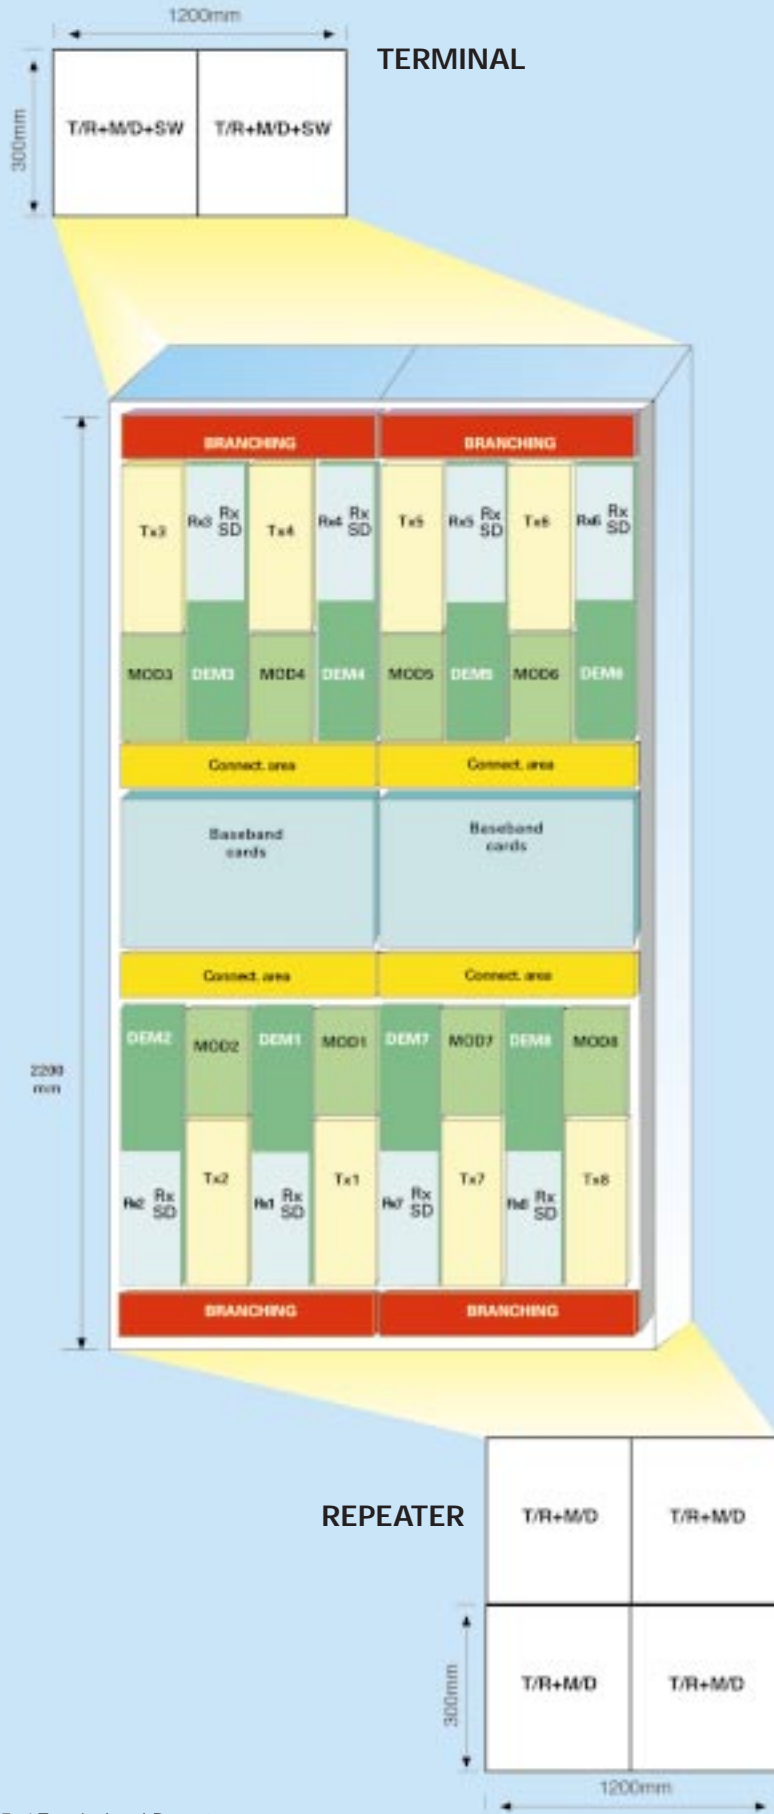 1200mm
TERMINAL
300mm
T/R+M/D+SW T/R+M/D+SW
BRANCHING BRANCHING
Tx3 Rx3 Rx SD Tx4 Rx4 Rx SD Tx5 Rx5 Rx SD Tx6 Rx6 Rx SD
MOD3 DEM3 MOD4 DEM4 MOD5 DEM5 MOD6 DEM6
Connect. area Connect. area
Baseband cards Baseband cards
Connect. area Connect. area
DEM2 MOD2 DEM1 MOD1 DEM7 MOD7 DEM8 MOD8
2200 mm
Rx2 Rx SD Tx2 Rx1 Rx SD Tx1 Rx7 Rx SD Tx7 Rx8 Rx SD Tx8
BRANCHING BRANCHING
REPEATER
T/R+M/D T/R+M/D
300mm
T/R+M/D T/R+M/D
1200mm